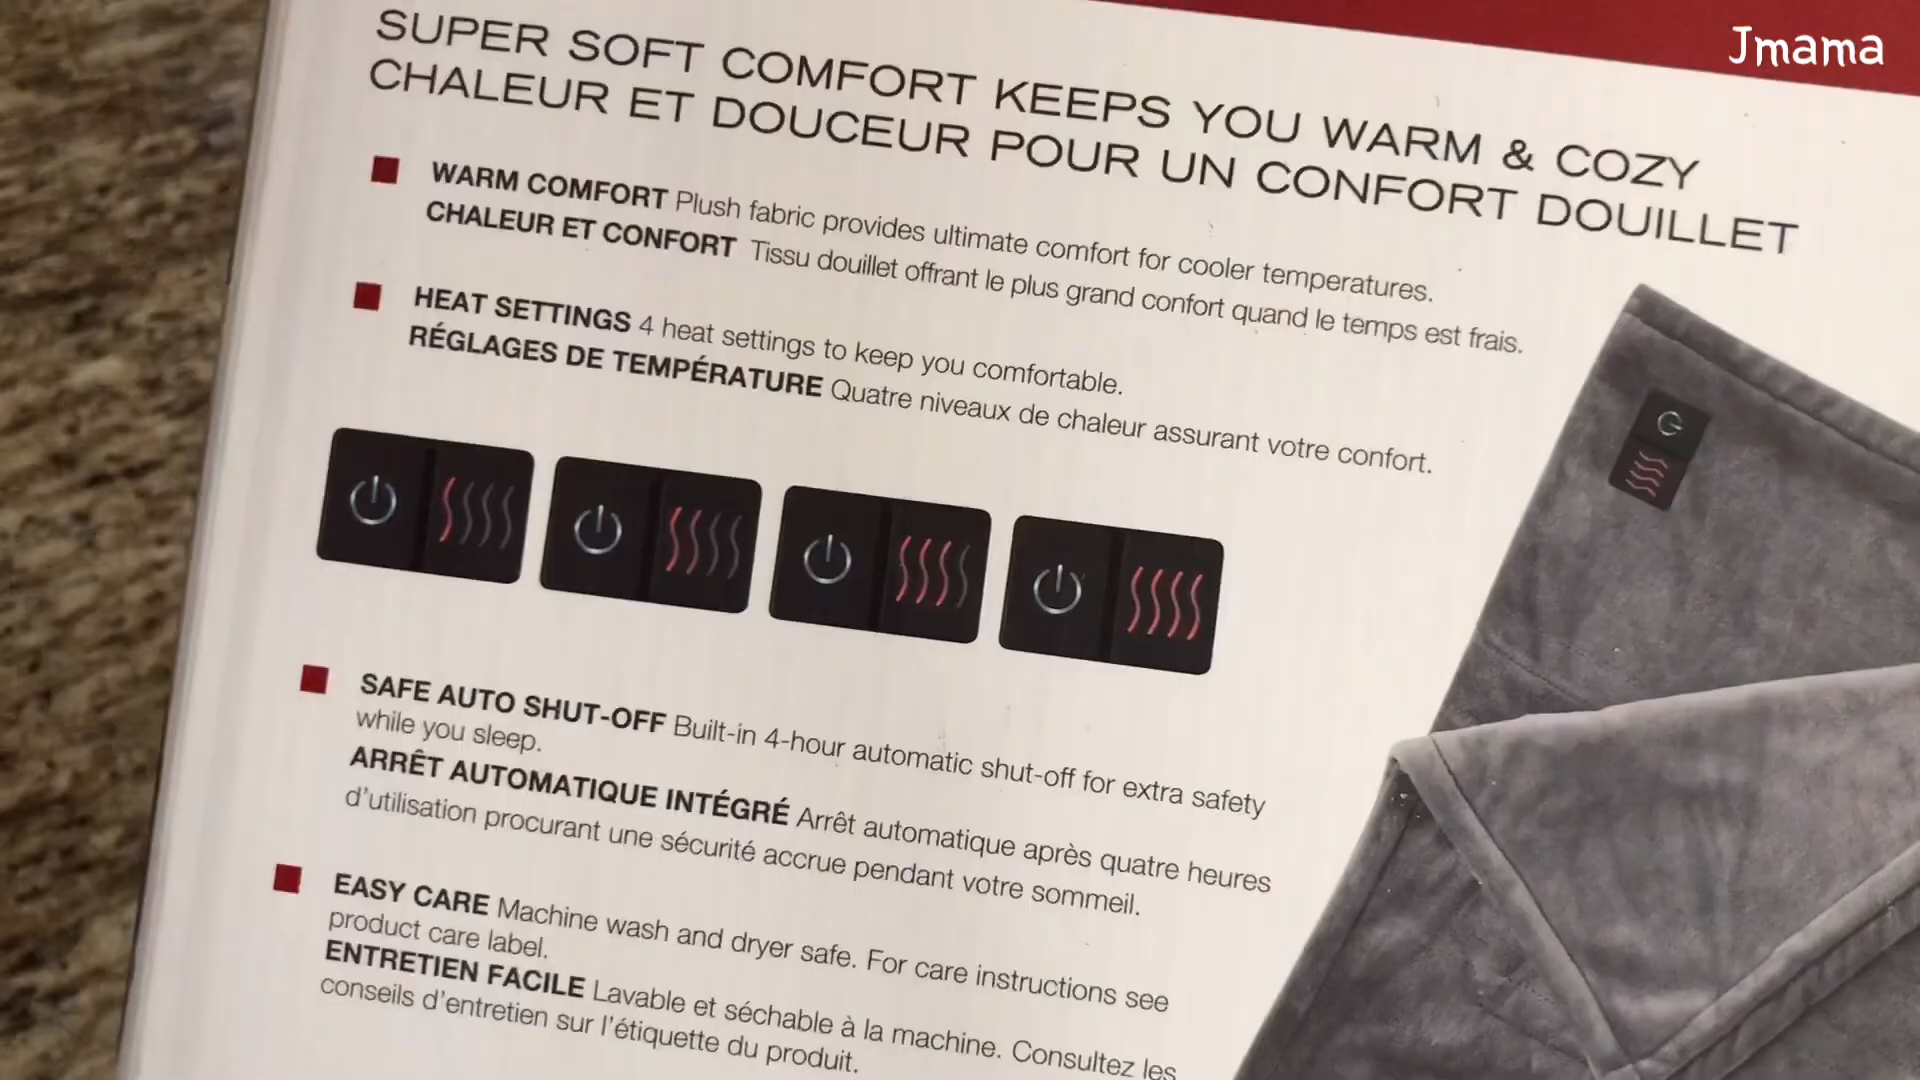 Jmama
SUPER SOFT COMFORT KEEPS YOU WARM & COZY
CHALEUR ET DOUCEUR POUR UN CONFORT DOUILLET
WARM COMFORT Plush fabric provides ultimate comfort for cooler temperatures.
CHALEUR ET CONFORT Tissu douillet offrant le plus grand confort quand le temps est frais.
HEAT SETTINGS 4 heat settings to keep you comfortable.
RÉGLAGES DE TEMPÉRATURE Quatre niveaux de chaleur assurant votre confort.
SAFE AUTO SHUT-OFF Built-in 4-hour automatic shut-off for extra safety
while you sleep.
ARRÊT AUTOMATIQUE INTÉGRÉ Arrêt automatique après quatre heures
d'utilisation procurant une sécurité accrue pendant votre sommeil.
EASY CARE Machine wash and dryer safe. For care instructions see
product care label.
ENTRETIEN FACILE Lavable et séchable à la machine. Consultez les
conseils d'entretien sur l'étiquette du produit.